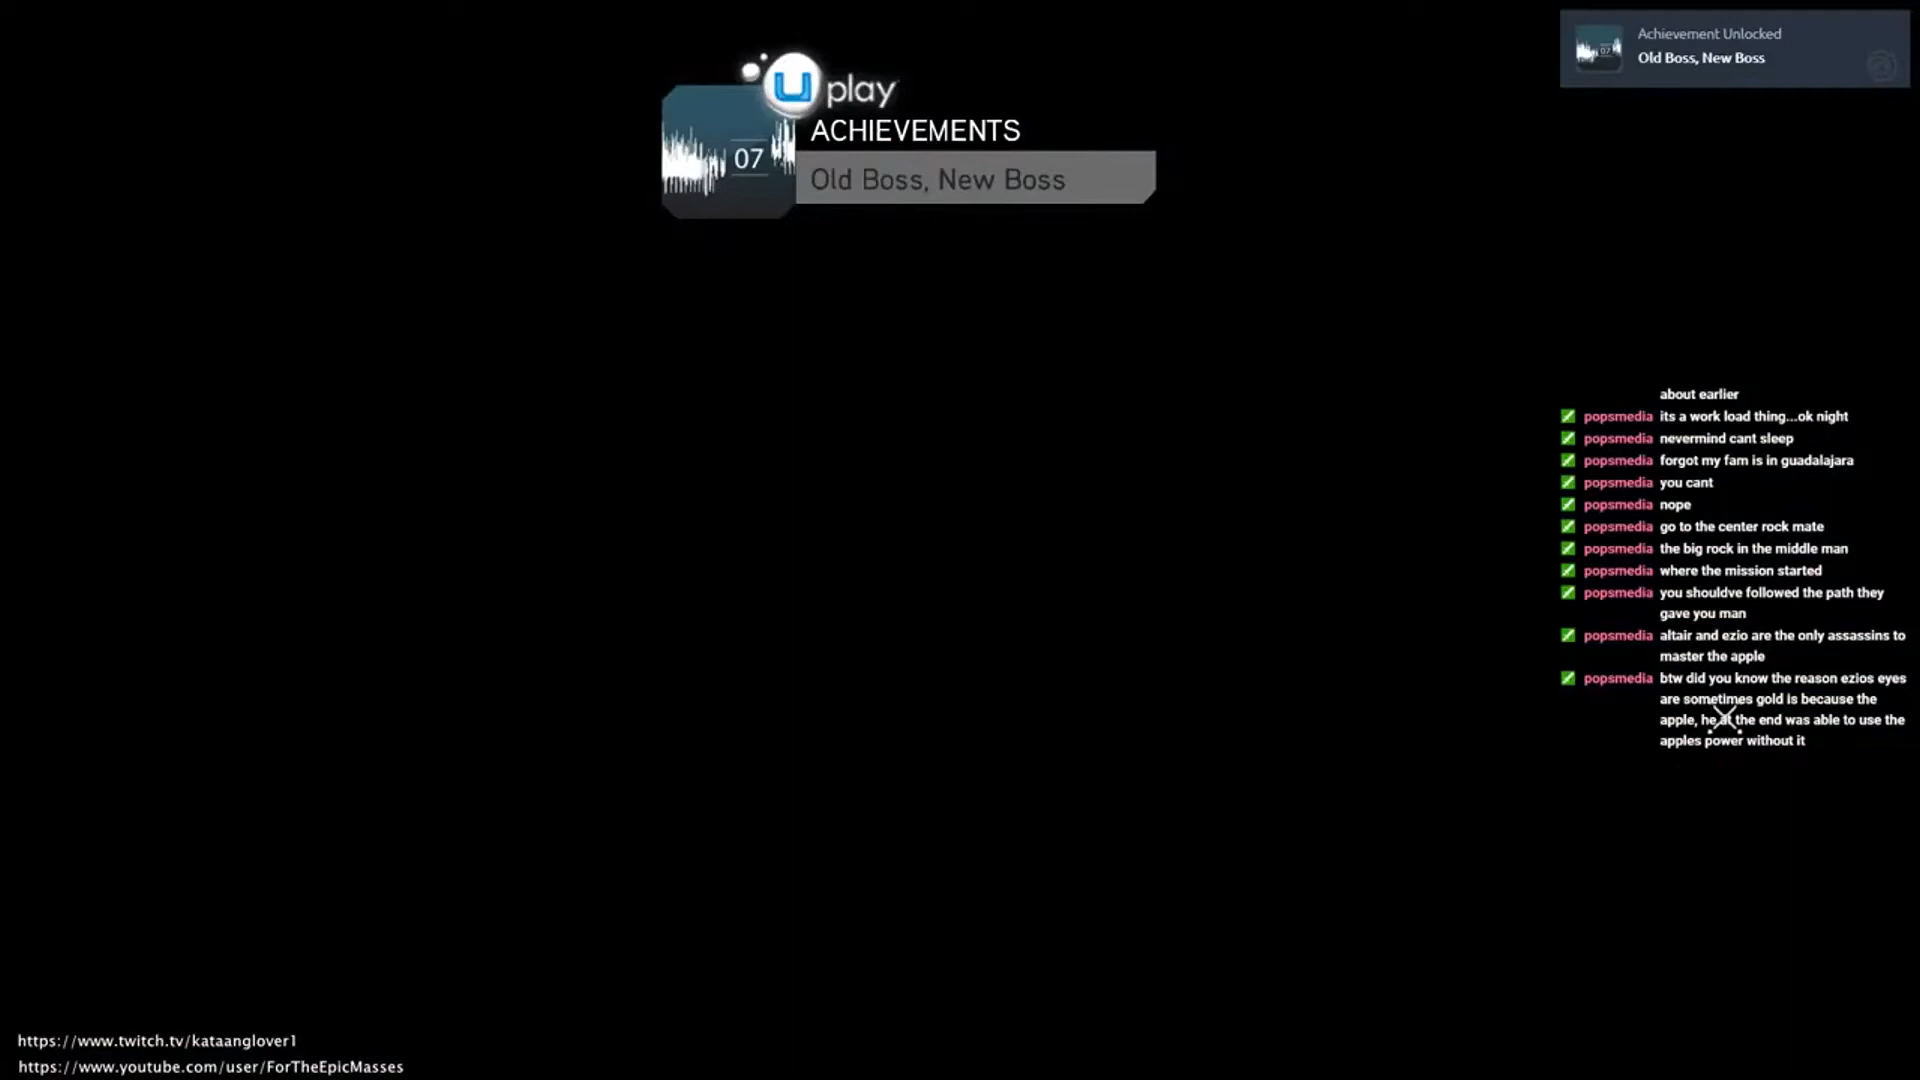 Achievement Unlocked
Old Boss, New Boss
07
U play
ACHIEVEMENTS
07
Old Boss, New Boss
about earlier
popsmedia its a work load thing...ok night
popsmedia nevermind cant sleep
popsmedia forgot my fam is in guadalajara
popsmedia you cant
popsmedia nope
popsmedia go to the center rock mate
popsmedia the big rock in the middle man
popsmedia where the mission started
popsmedia you shouldve followed the path they
gave you man
popsmedia altair and ezio are the only assassins to
master the apple
popsmedia btw did you know the reason ezios eyes
are sometimes gold is because the
apple, he at the end was able to use the
apples power without it
https://www.twitch.tv/kataanglover1
https://www.youtube.com/user/ForTheEpicMasses